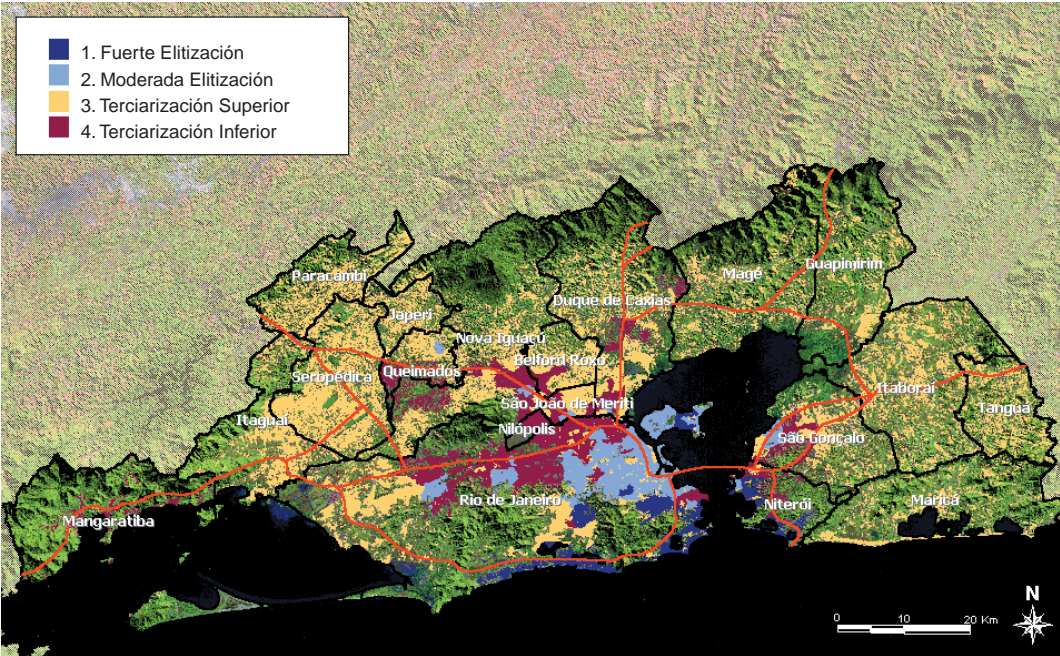 1. Fuerte Elitización
2. Moderada Elitización
3. Terciarización Superior
4. Terciarización Inferior
Paracambi
Magé
Guapimirim
Duque de Caxias
Japeri
Nova Iguaçú
Belford Roxo
Seropédica
Queimados
Itaboraí
Tanguá
São João de Meriti
Itaguaí
Nilópolis
São Gonçalo
Rio de Janeiro
Niterói
Maricá
Mangaratiba
N
0 10 20 Km